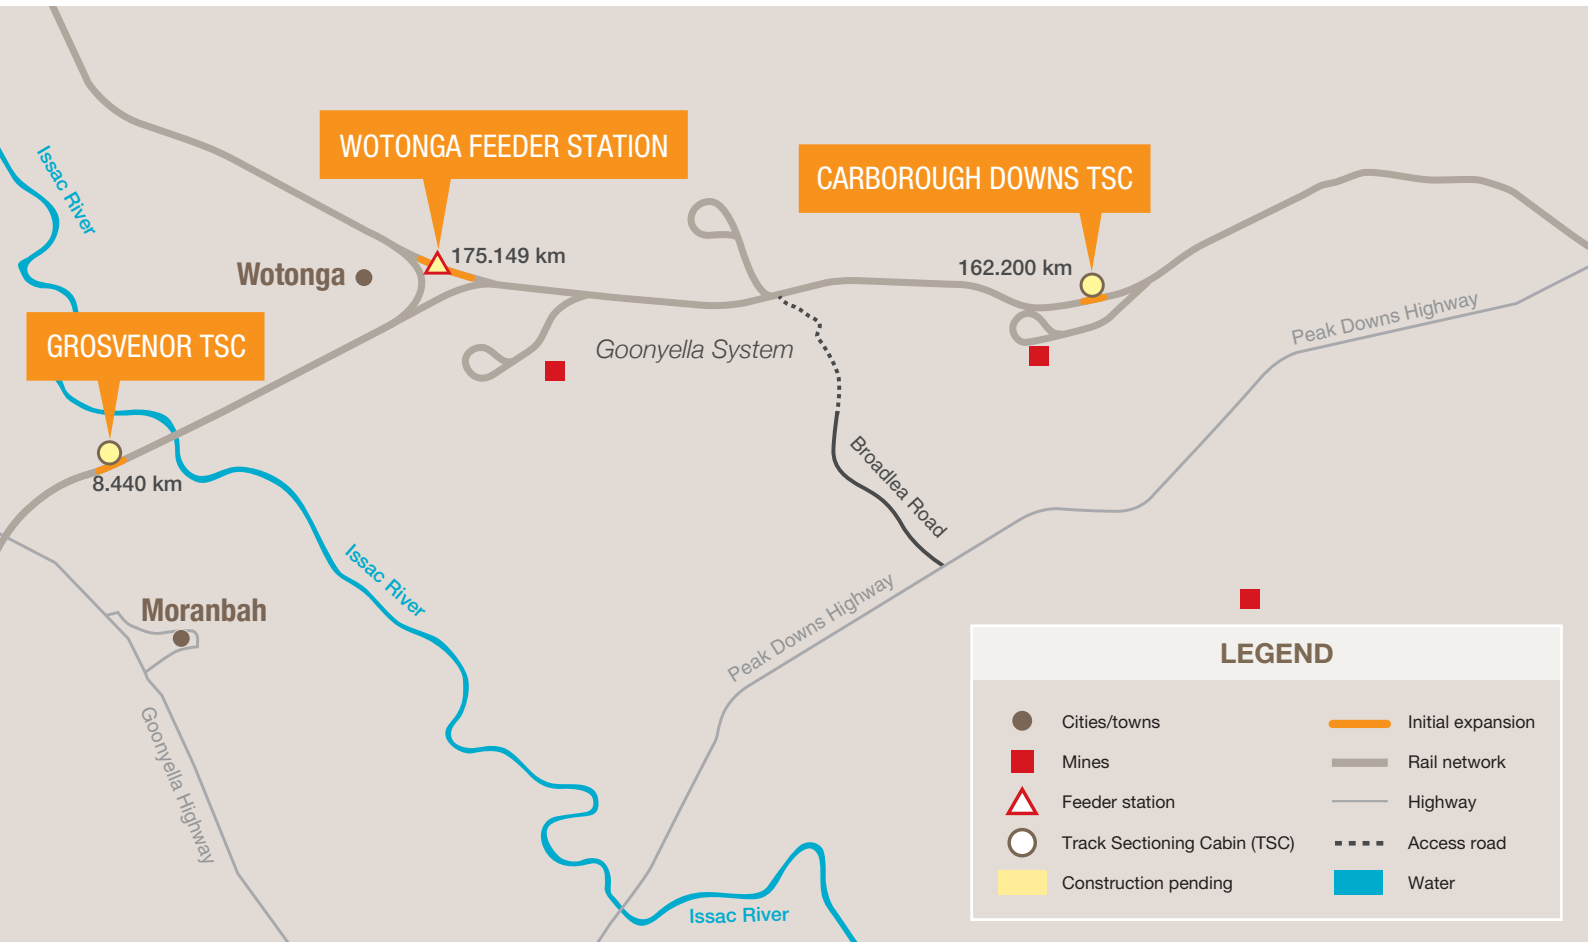 Issac River
WOTONGA FEEDER STATION
CARBOROUGH DOWNS TSC
175.149 km
162.200 km
Wotonga
Peak Downs Highway
GROSVENOR TSC
Goonyella System
8.440 km
Broadlea Road
Issac River
Moranbah
Peak Downs Highway
Goonyella Highway
Issac River
LEGEND
Cities/towns
Mines
Feeder station
Track Sectioning Cabin (TSC)
Construction pending
Initial expansion
Rail network
Highway
Access road
Water